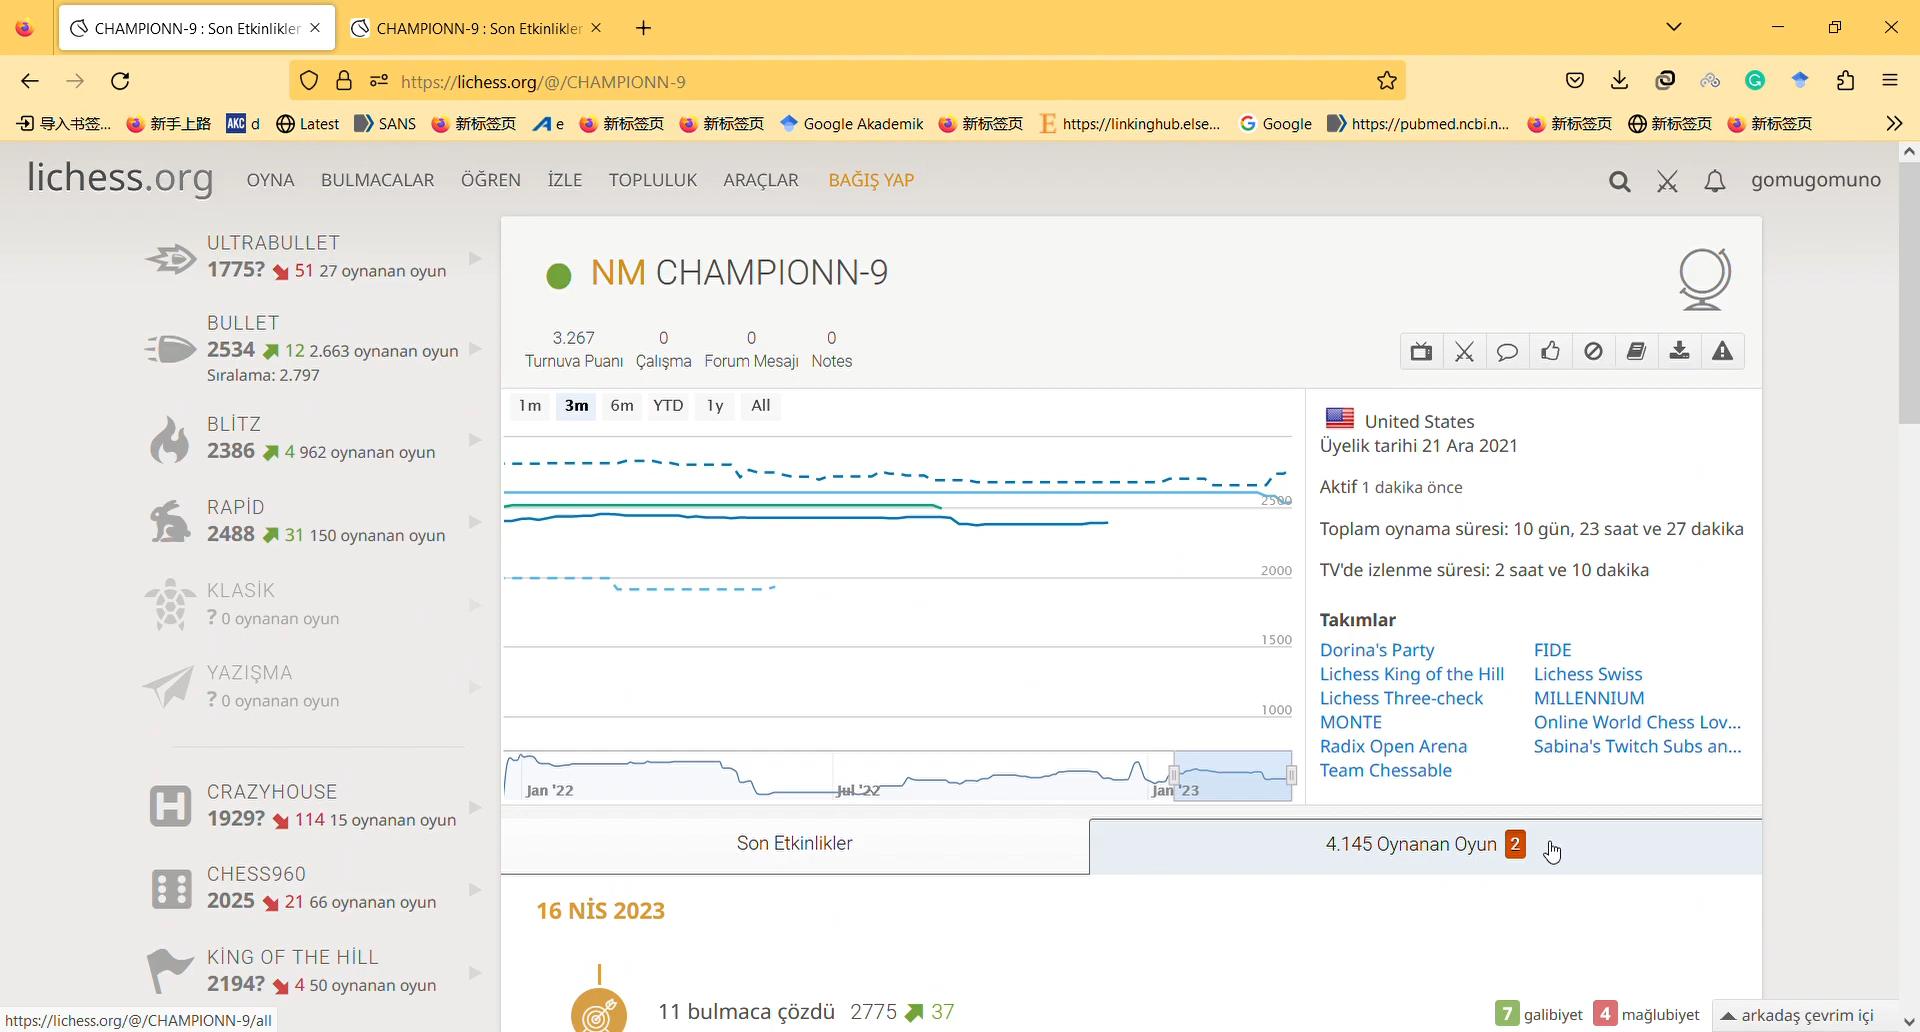 CHAMPIONN-9 : Son Etkinlikler
CHAMPIONN-9 : Son Etkinlikler
https://lichess.org/@/CHAMPIONN-9
导入书签...
新手上路
AKC d
Latest
SANS
新标签页
e
新标签页
新标签页
Google Akademik
新标签页
E https://linkinghub.else...
G Google
https://pubmed.ncbi.n...
新标签页
新标签页
新标签页
lichess.org
OYNA
BULMACALAR
ÖĞREN
İZLE
TOPLULUK
ARAÇLAR
BAĞIŞ YAP
gomugomuno
ULTRABULLET
1775? 51 27 oynanan oyun
BULLET
2534 12 2.663 oynanan oyun
Sıralama: 2.797
BLİTZ
2386 4 962 oynanan oyun
RAPİD
2488 31 150 oynanan oyun
KLASİK
? 0 oynanan oyun
YAZIŞMA
? 0 oynanan oyun
CRAZYHOUSE
1929? 114 15 oynanan oyun
CHESS960
2025 21 66 oynanan oyun
KİNG OF THE HİLL
2194? 4 50 oynanan oyun
NM CHAMPIONN-9
3.267
Turnuva Puanı
0
Çalışma
0
Forum Mesajı
0
Notes
1m 3m 6m YTD 1y All
2500
2000
1500
1000
Jan '22
Jul '22
Jan '23
United States
Üyelik tarihi 21 Ara 2021
Aktif 1 dakika önce
Toplam oynama süresi: 10 gün, 23 saat ve 27 dakika
TV'de izlenme süresi: 2 saat ve 10 dakika
Takımlar
Dorina's Party
FIDE
Lichess King of the Hill
Lichess Swiss
Lichess Three-check
MILLENNIUM
MONTE
Online World Chess Lov...
Radix Open Arena
Sabina's Twitch Subs an...
Team Chessable
Son Etkinlikler
4.145 Oynanan Oyun 2
16 NİS 2023
11 bulmaca çözdü 2775 37
7 galibiyet 4 mağlubiyet
arkadaş çevrim içi
https://lichess.org/@/CHAMPIONN-9/all